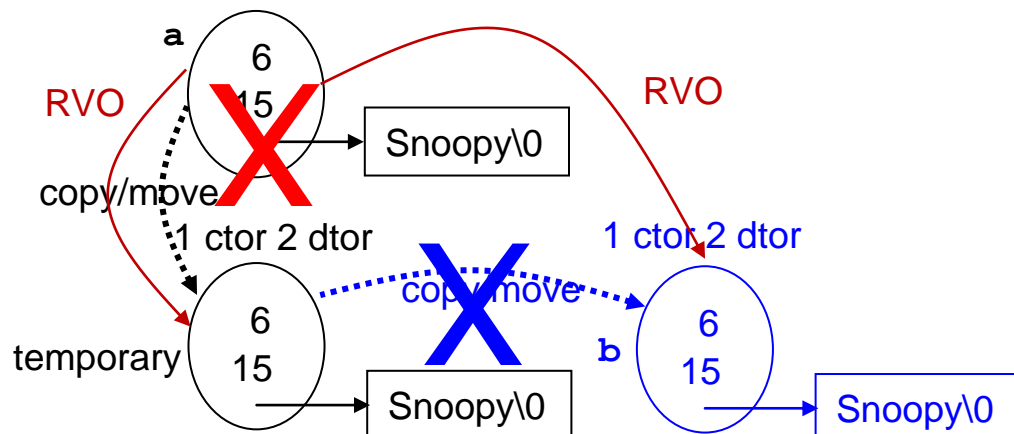 a
6
15
RVO
RVO
Snoopy\0
copy/move
1 ctor 2 dtor
1 ctor 2 dtor
copy/move
6
15
temporary
Snoopy\0
6
15
b
Snoopy\0
X
X